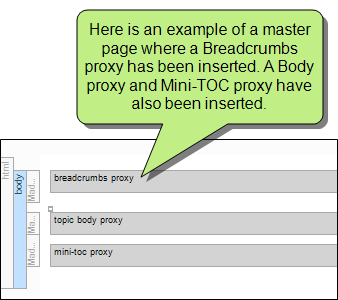 Here is an example of a master
page where a Breadcrumbs
proxy has been inserted. A Body
proxy and Mini-TOC proxy have
also been inserted.
html
body
Mad...
breadcrumbs proxy
Ma...
topic body proxy
Mad...
mini-toc proxy